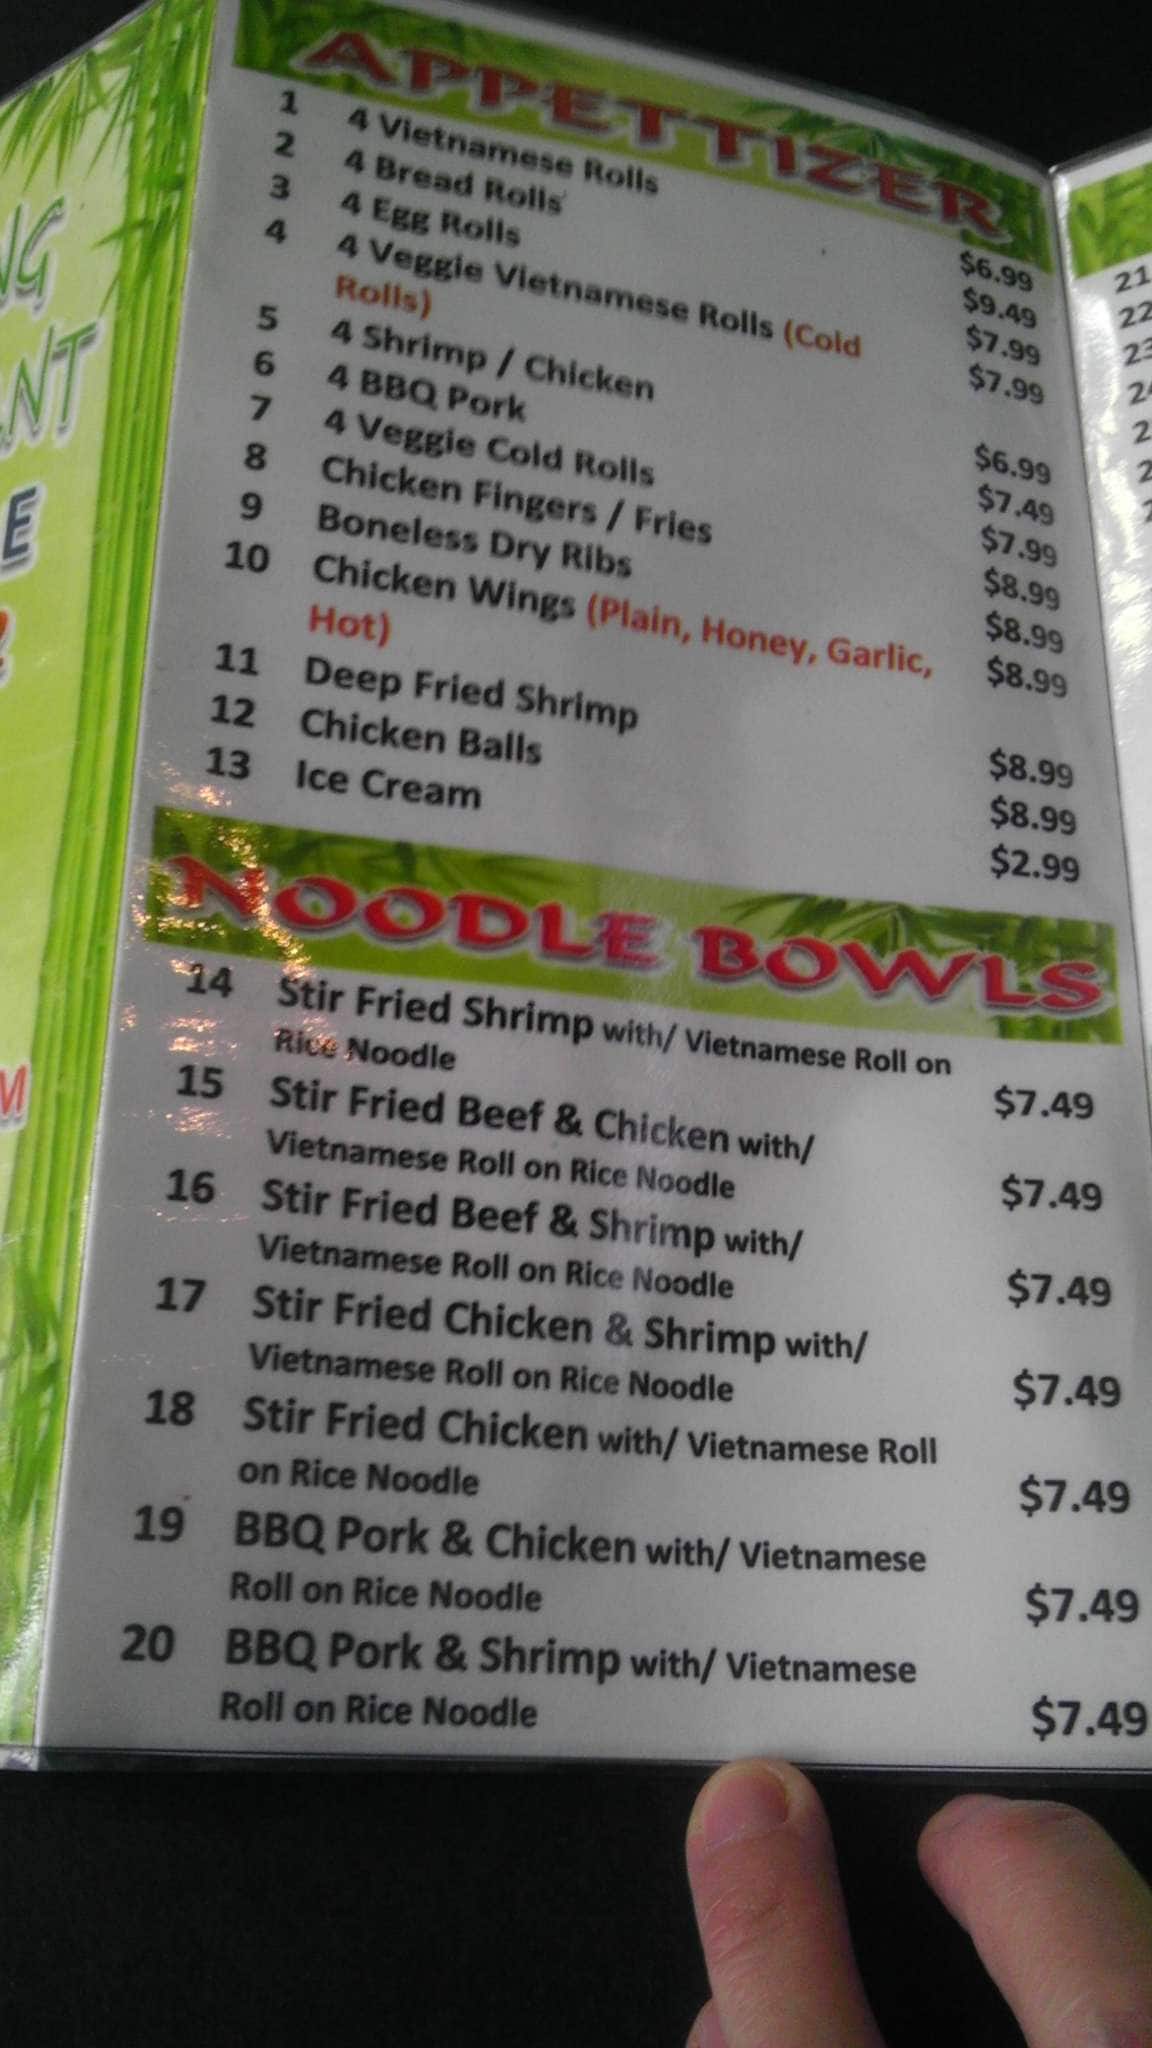 NG
ANT
E
M
APPETTIZER
1 4 Vietnamese Rolls $6.99
2 4 Bread Rolls $9.49
3 4 Egg Rolls $7.99
4 4 Veggie Vietnamese Rolls (Cold $7.99
Rolls)
5 4 Shrimp / Chicken $6.99
6 4 BBQ Pork $7.49
7 4 Veggie Cold Rolls $7.99
8 Chicken Fingers / Fries $8.99
9 Boneless Dry Ribs $8.99
10 Chicken Wings (Plain, Honey, Garlic, $8.99
Hot)
11 Deep Fried Shrimp $8.99
12 Chicken Balls $8.99
13 Ice Cream $2.99
NOODLE BOWLS
14 Stir Fried Shrimp with/ Vietnamese Roll on
Rice Noodle $7.49
15 Stir Fried Beef & Chicken with/
Vietnamese Roll on Rice Noodle $7.49
16 Stir Fried Beef & Shrimp with/
Vietnamese Roll on Rice Noodle $7.49
17 Stir Fried Chicken & Shrimp with/
Vietnamese Roll on Rice Noodle $7.49
18 Stir Fried Chicken with/ Vietnamese Roll
on Rice Noodle $7.49
19 BBQ Pork & Chicken with/ Vietnamese
Roll on Rice Noodle $7.49
20 BBQ Pork & Shrimp with/ Vietnamese
Roll on Rice Noodle $7.49
21
22